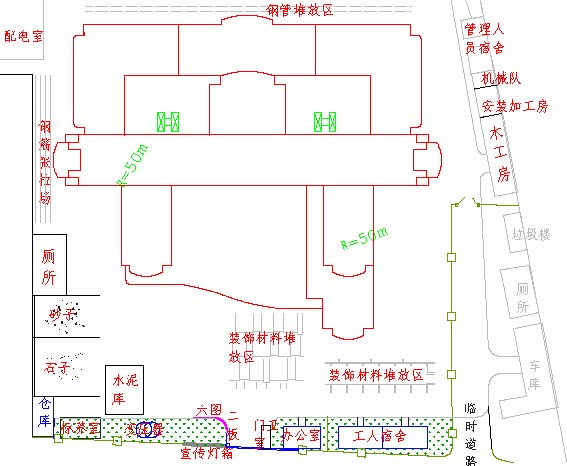 钢管堆放区
配电室
管理人
员宿舍
机械队
安装加工房
木工房
钢筋张拉场
R=50m
R=50m
垃圾楼
厕所
厕所
砂子
石子
水泥
库
仓库
装饰材料堆
放区
装饰材料堆放区
车库
六图二板
门卫室
标养室
变压器
宣传灯箱
办公室
工人宿舍
临时道路